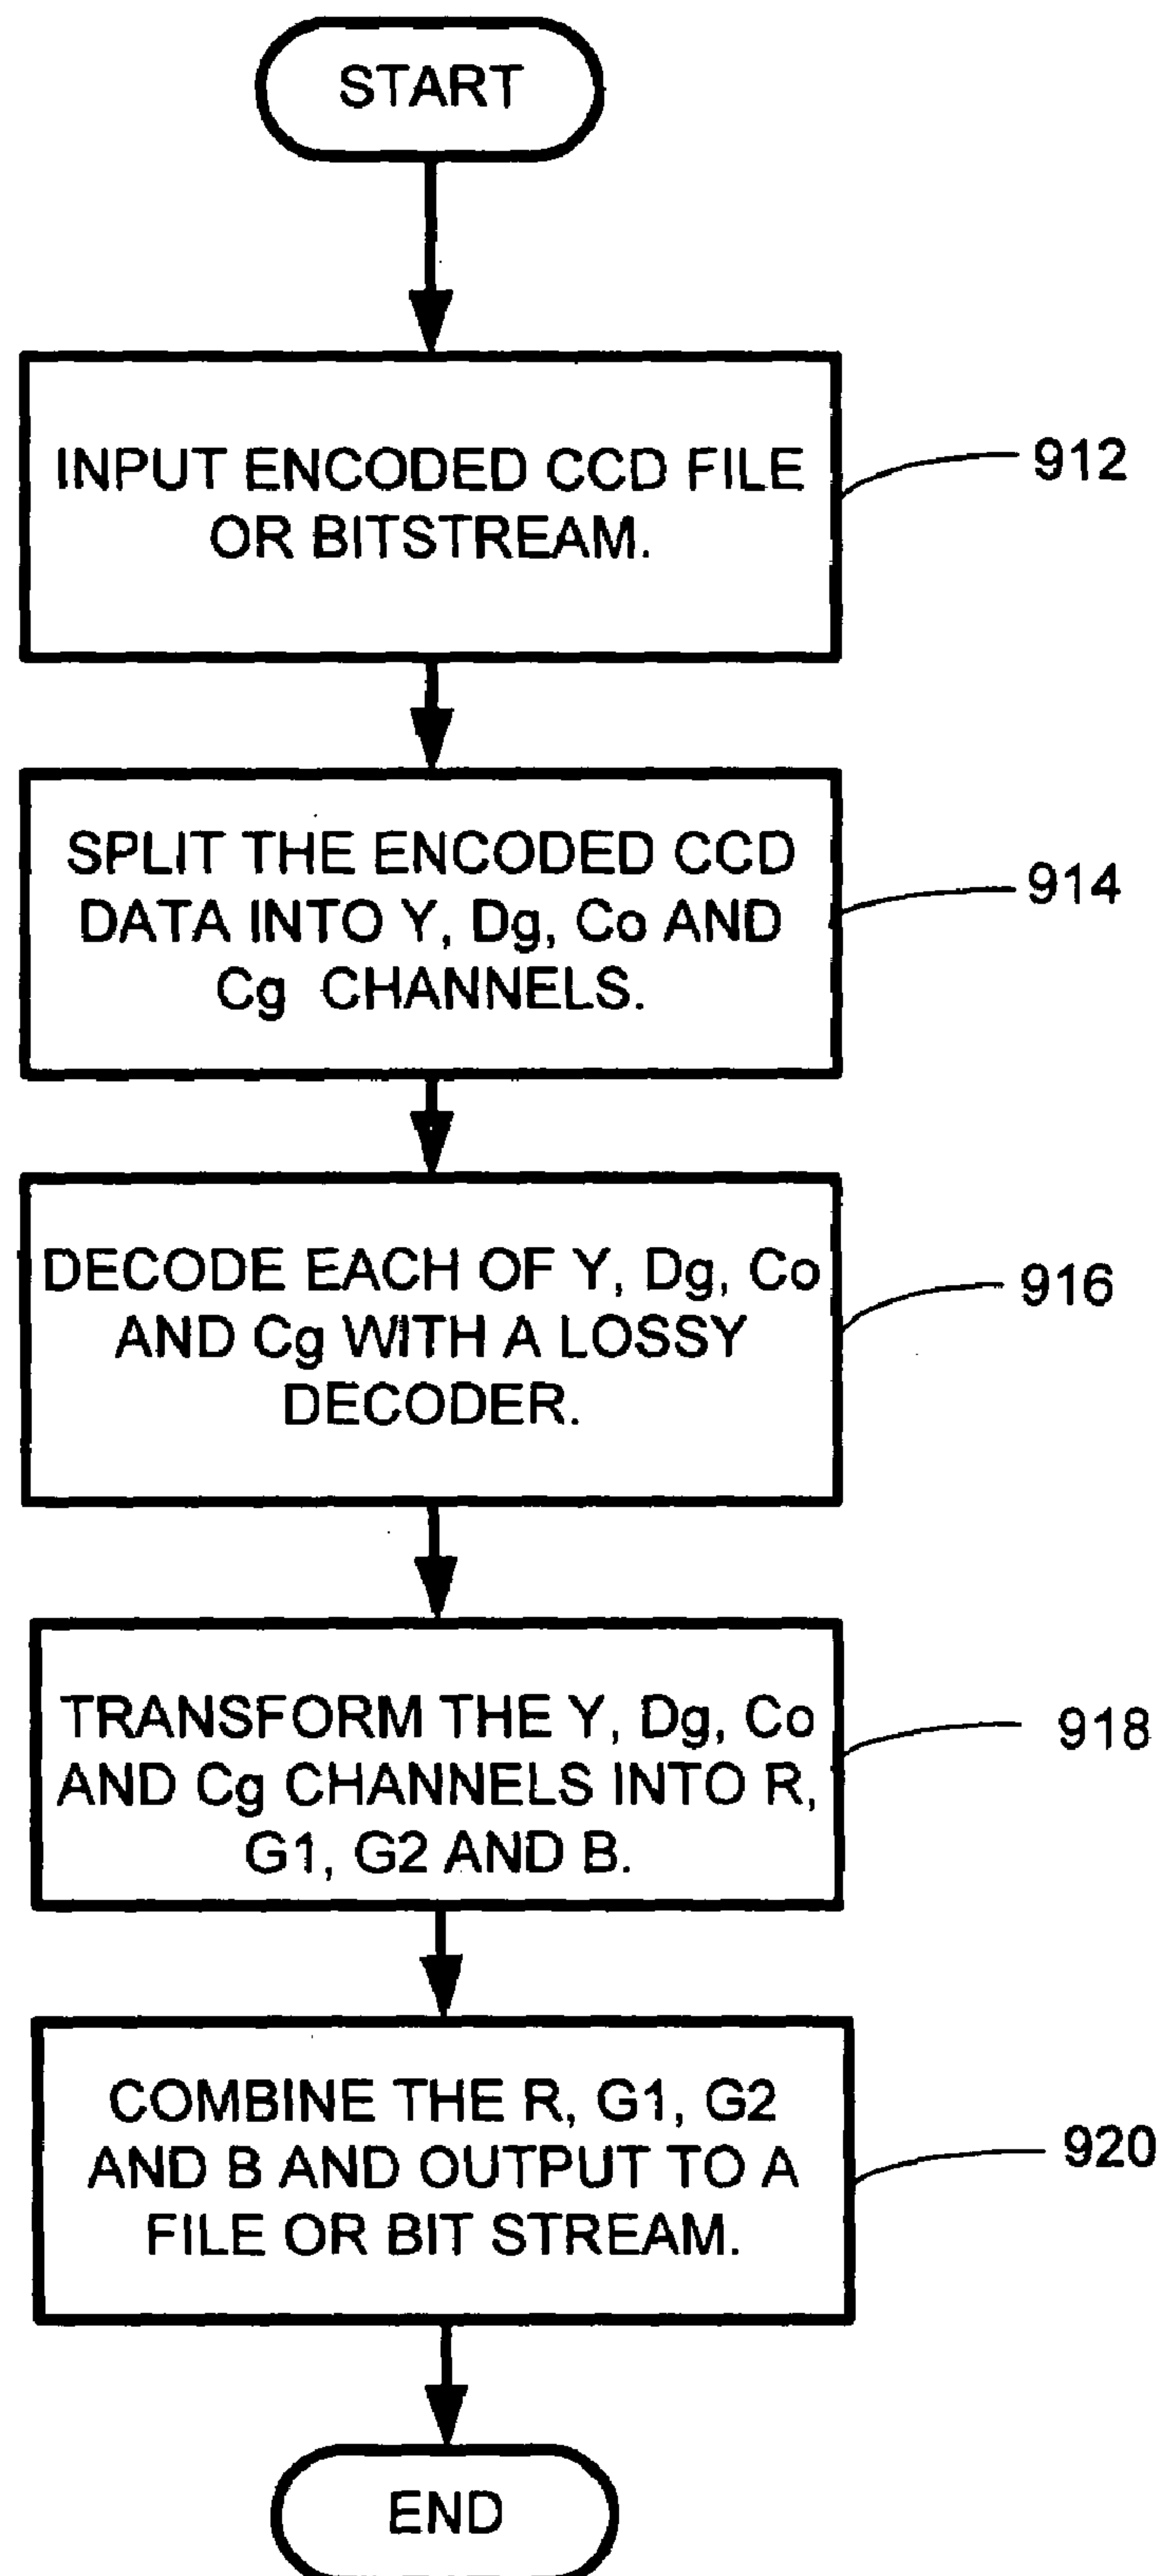 START
INPUT ENCODED CCD FILE
OR BITSTREAM.
912
SPLIT THE ENCODED CCD
DATA INTO Y, Dg, Co AND
Cg CHANNELS.
914
DECODE EACH OF Y, Dg, Co
AND Cg WITH A LOSSY
DECODER.
916
TRANSFORM THE Y, Dg, Co
AND Cg CHANNELS INTO R,
G1, G2 AND B.
918
COMBINE THE R, G1, G2
AND B AND OUTPUT TO A
FILE OR BIT STREAM.
920
END